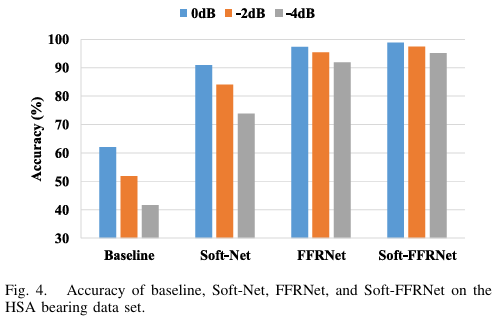 0dB -2dB -4dB
Accuracy (%)
100
90
80
70
60
50
40
30
Baseline Soft-Net FFRNet Soft-FFRNet
Fig. 4. Accuracy of baseline, Soft-Net, FFRNet, and Soft-FFRNet on the
HSA bearing data set.